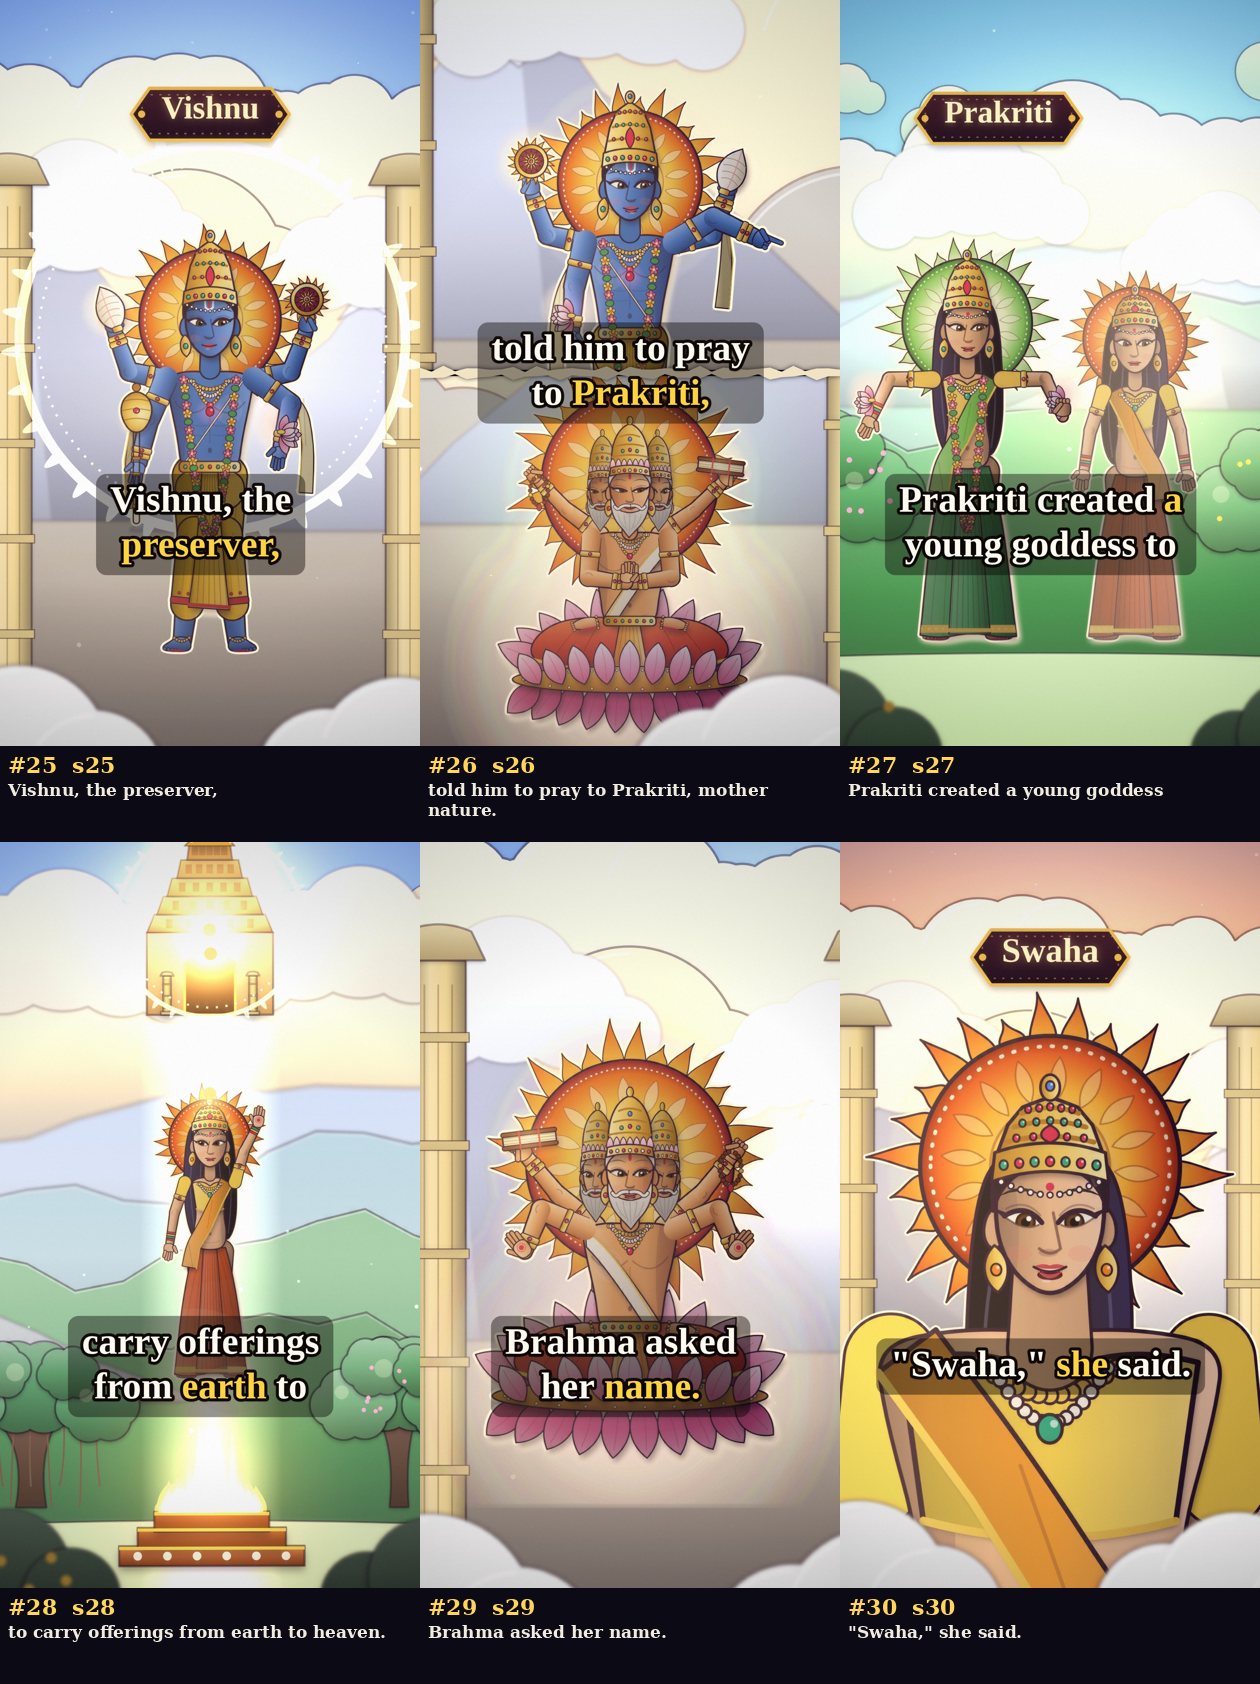 Vishnu
Vishnu, the
preserver,
#25 s25
Vishnu, the preserver,
told him to pray
to Prakriti,
#26 s26
told him to pray to Prakriti, mother
nature.
Prakriti
Prakriti created a
young goddess to
#27 s27
Prakriti created a young goddess
carry offerings
from earth to
#28 s28
to carry offerings from earth to heaven.
Brahma asked
her name.
#29 s29
Brahma asked her name.
Swaha
"Swaha," she said.
#30 s30
"Swaha," she said.